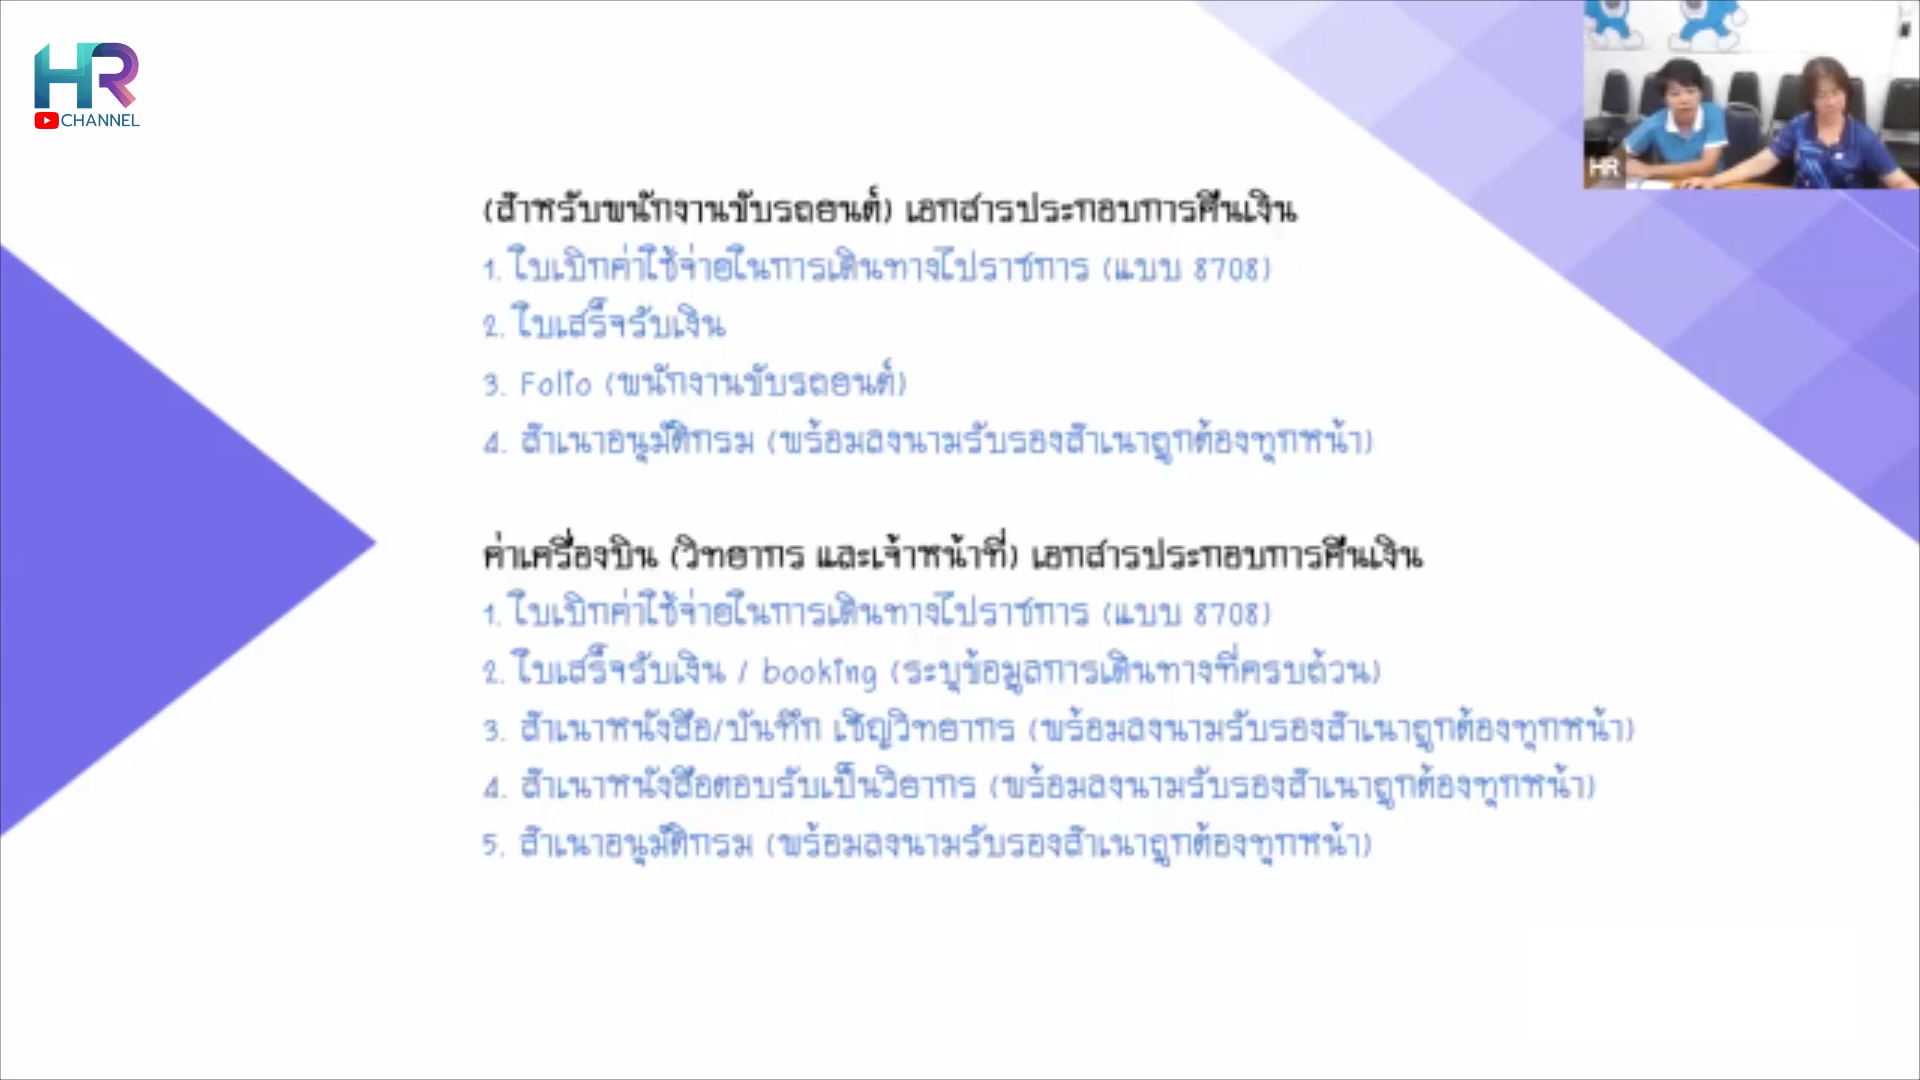 HR
CHANNEL
HR
(สำหรับพนักงานขับรถยนต์) เอกสารประกอบการคืนเงิน
1. ใบเบิกค่าใช้จ่ายในการเดินทางไปราชการ (แบบ 8708)
2. ใบเสร็จรับเงิน
3. Folio (พนักงานขับรถยนต์)
4. สำเนาอนุมัติกรม (พร้อมลงนามรับรองสำเนาถูกต้องทุกหน้า)
ค่าเครื่องบิน (วิทยากร และเจ้าหน้าที่) เอกสารประกอบการคืนเงิน
1. ใบเบิกค่าใช้จ่ายในการเดินทางไปราชการ (แบบ 8708)
2. ใบเสร็จรับเงิน / booking (ระบุข้อมูลการเดินทางที่ครบถ้วน)
3. สำเนาหนังสือ/บันทึก เชิญวิทยากร (พร้อมลงนามรับรองสำเนาถูกต้องทุกหน้า)
4. สำเนาหนังสือตอบรับเป็นวิยากร (พร้อมลงนามรับรองสำเนาถูกต้องทุกหน้า)
5. สำเนาอนุมัติกรม (พร้อมลงนามรับรองสำเนาถูกต้องทุกหน้า)